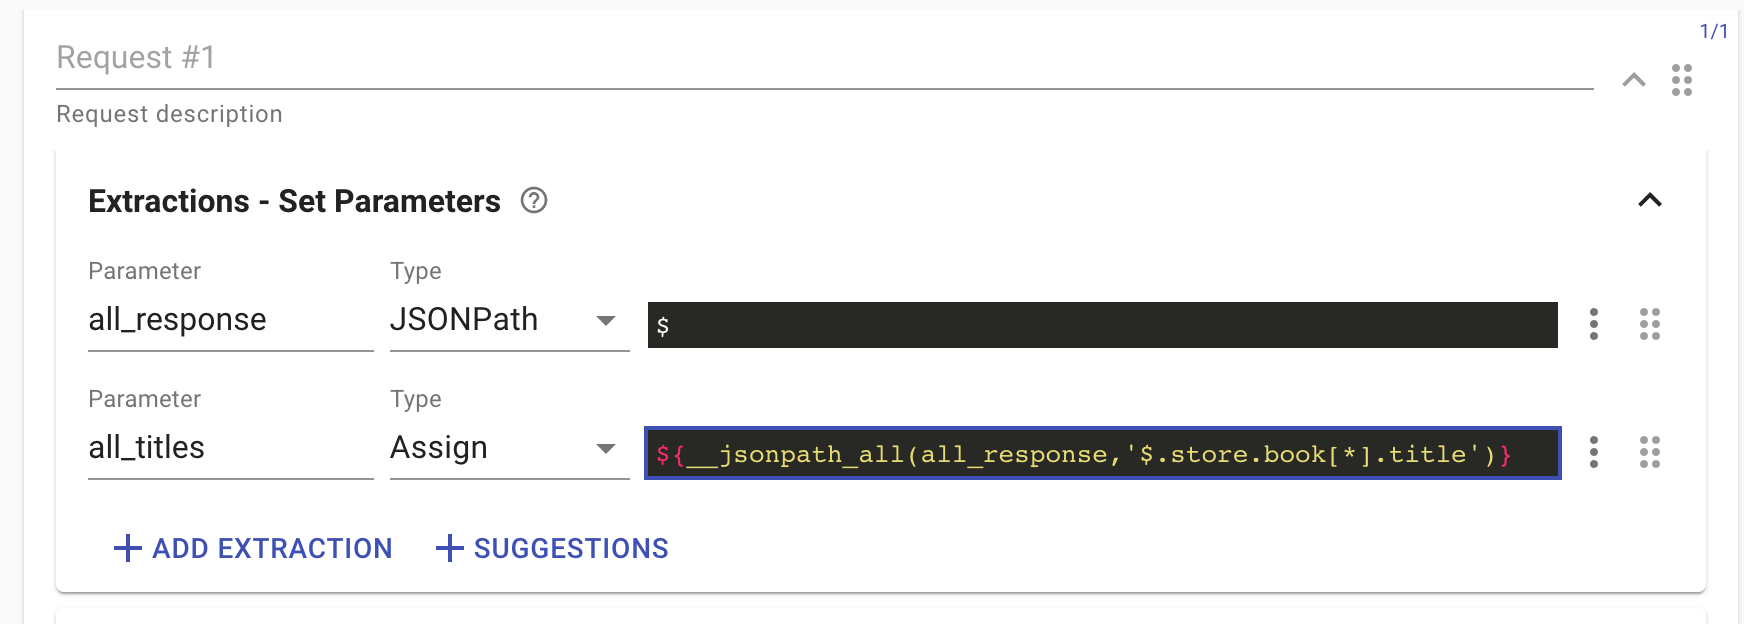 1/1
Request #1
Request description
Extractions - Set Parameters ?
Parameter Type
all_response JSONPath $
Parameter Type
all_titles Assign ${__jsonpath_all(all_response,'$.store.book[*].title')}
+ ADD EXTRACTION + SUGGESTIONS